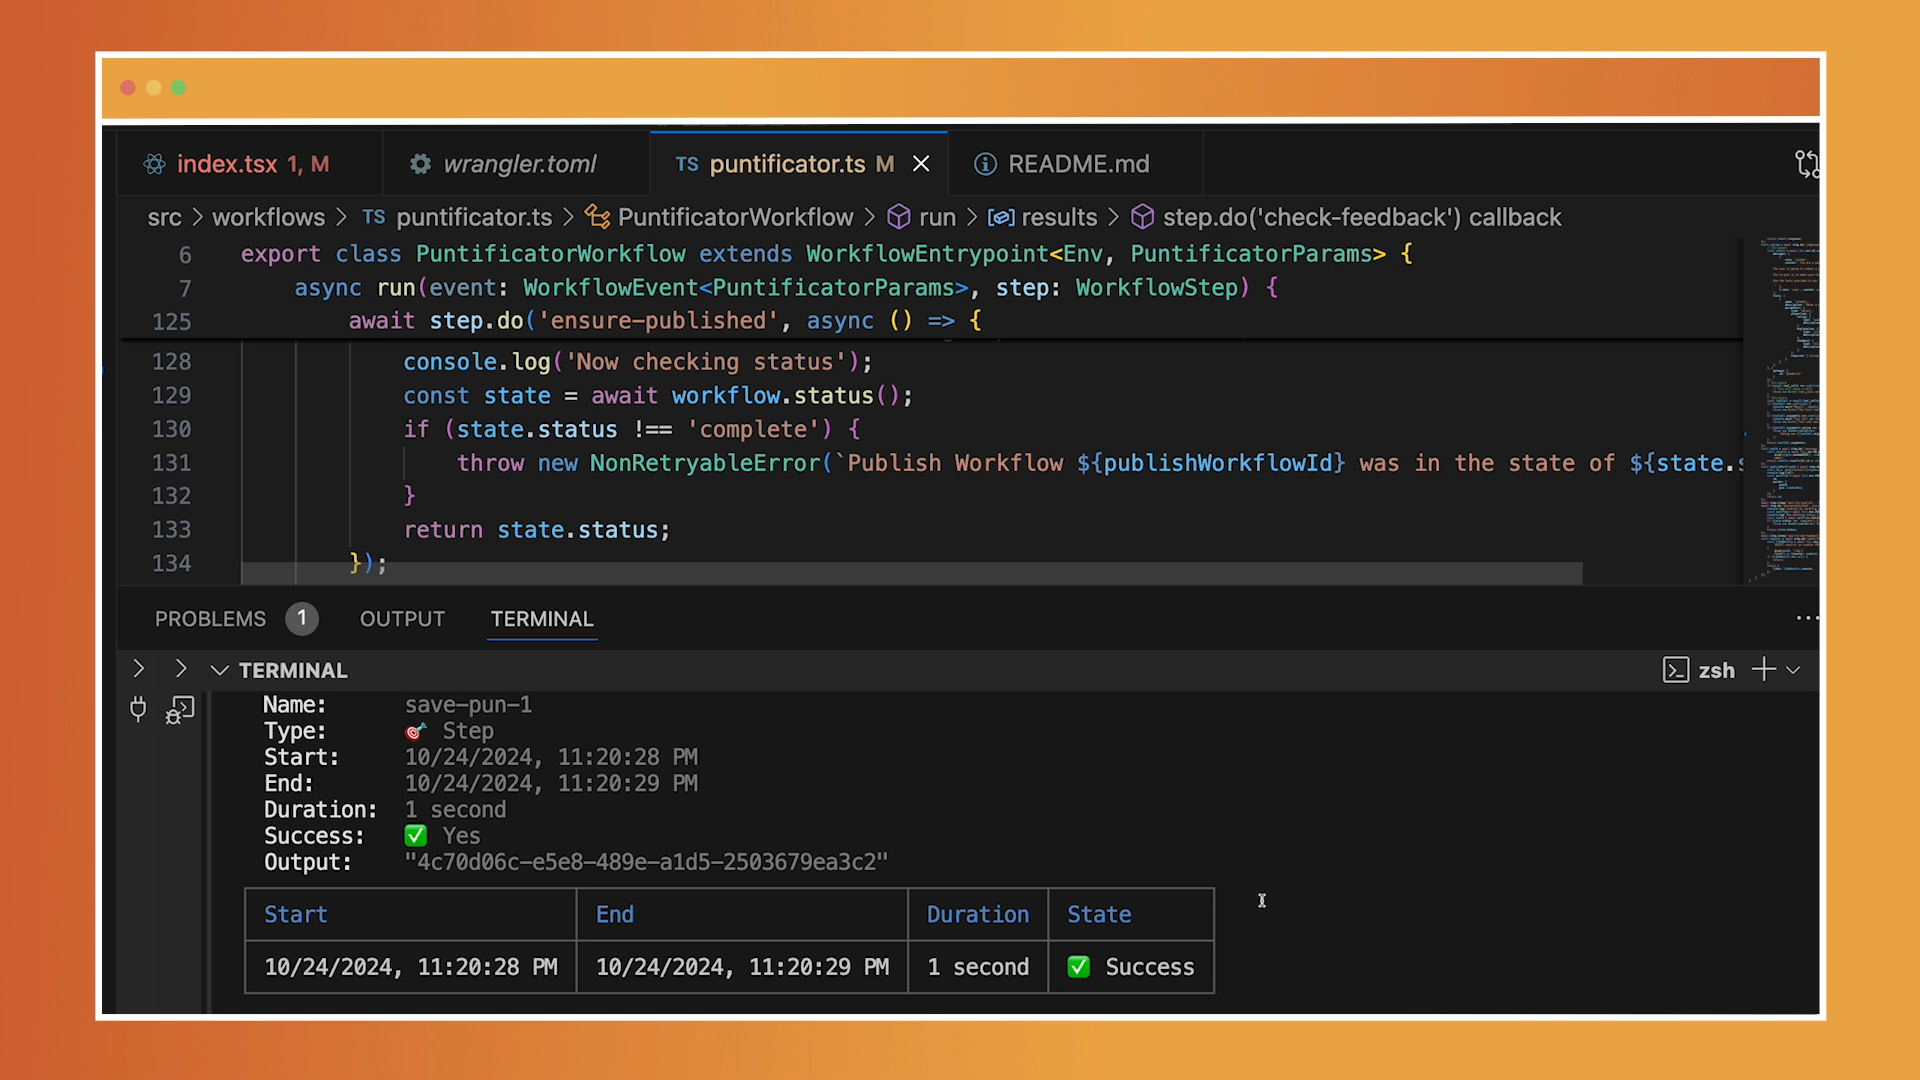 index.tsx 1, M
wrangler.toml
TS puntificator.ts M
README.md
src > workflows > TS puntificator.ts > PuntificatorWorkflow > run > results > step.do('check-feedback') callback
6 export class PuntificatorWorkflow extends WorkflowEntrypoint<Env, PuntificatorParams> {
7 async run(event: WorkflowEvent<PuntificatorParams>, step: WorkflowStep) {
125 await step.do('ensure-published', async () => {
128 console.log('Now checking status');
129 const state = await workflow.status();
130 if (state.status !== 'complete') {
131 throw new NonRetryableError(`Publish Workflow ${publishWorkflowId} was in the state of ${state.s
132 }
133 return state.status;
134 });
PROBLEMS 1 OUTPUT TERMINAL
TERMINAL zsh
Name: save-pun-1
Type: 🎯 Step
Start: 10/24/2024, 11:20:28 PM
End: 10/24/2024, 11:20:29 PM
Duration: 1 second
Success: ✅ Yes
Output: "4c70d06c-e5e8-489e-a1d5-2503679ea3c2"
Start End Duration State
10/24/2024, 11:20:28 PM 10/24/2024, 11:20:29 PM 1 second ✅ Success